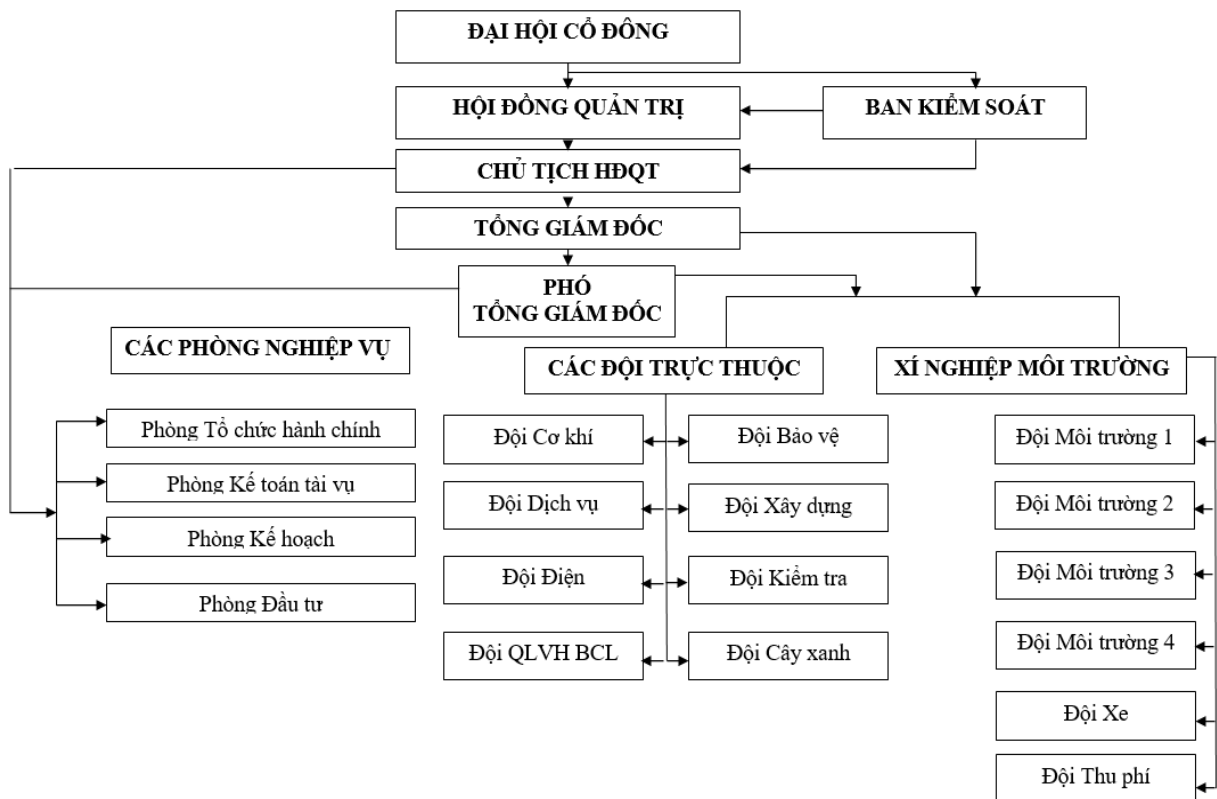 ĐẠI HỘI CỔ ĐÔNG
HỘI ĐỒNG QUẢN TRỊ
BAN KIỂM SOÁT
CHỦ TỊCH HĐQT
TỔNG GIÁM ĐỐC
PHÓ
TỔNG GIÁM ĐỐC
CÁC PHÒNG NGHIỆP VỤ
Phòng Tổ chức hành chính
Phòng Kế toán tài vụ
Phòng Kế hoạch
Phòng Đầu tư
CÁC ĐỘI TRỰC THUỘC
Đội Cơ khí
Đội Bảo vệ
Đội Dịch vụ
Đội Xây dựng
Đội Điện
Đội Kiểm tra
Đội QLVH BCL
Đội Cây xanh
XÍ NGHIỆP MÔI TRƯỜNG
Đội Môi trường 1
Đội Môi trường 2
Đội Môi trường 3
Đội Môi trường 4
Đội Xe
Đội Thu phí